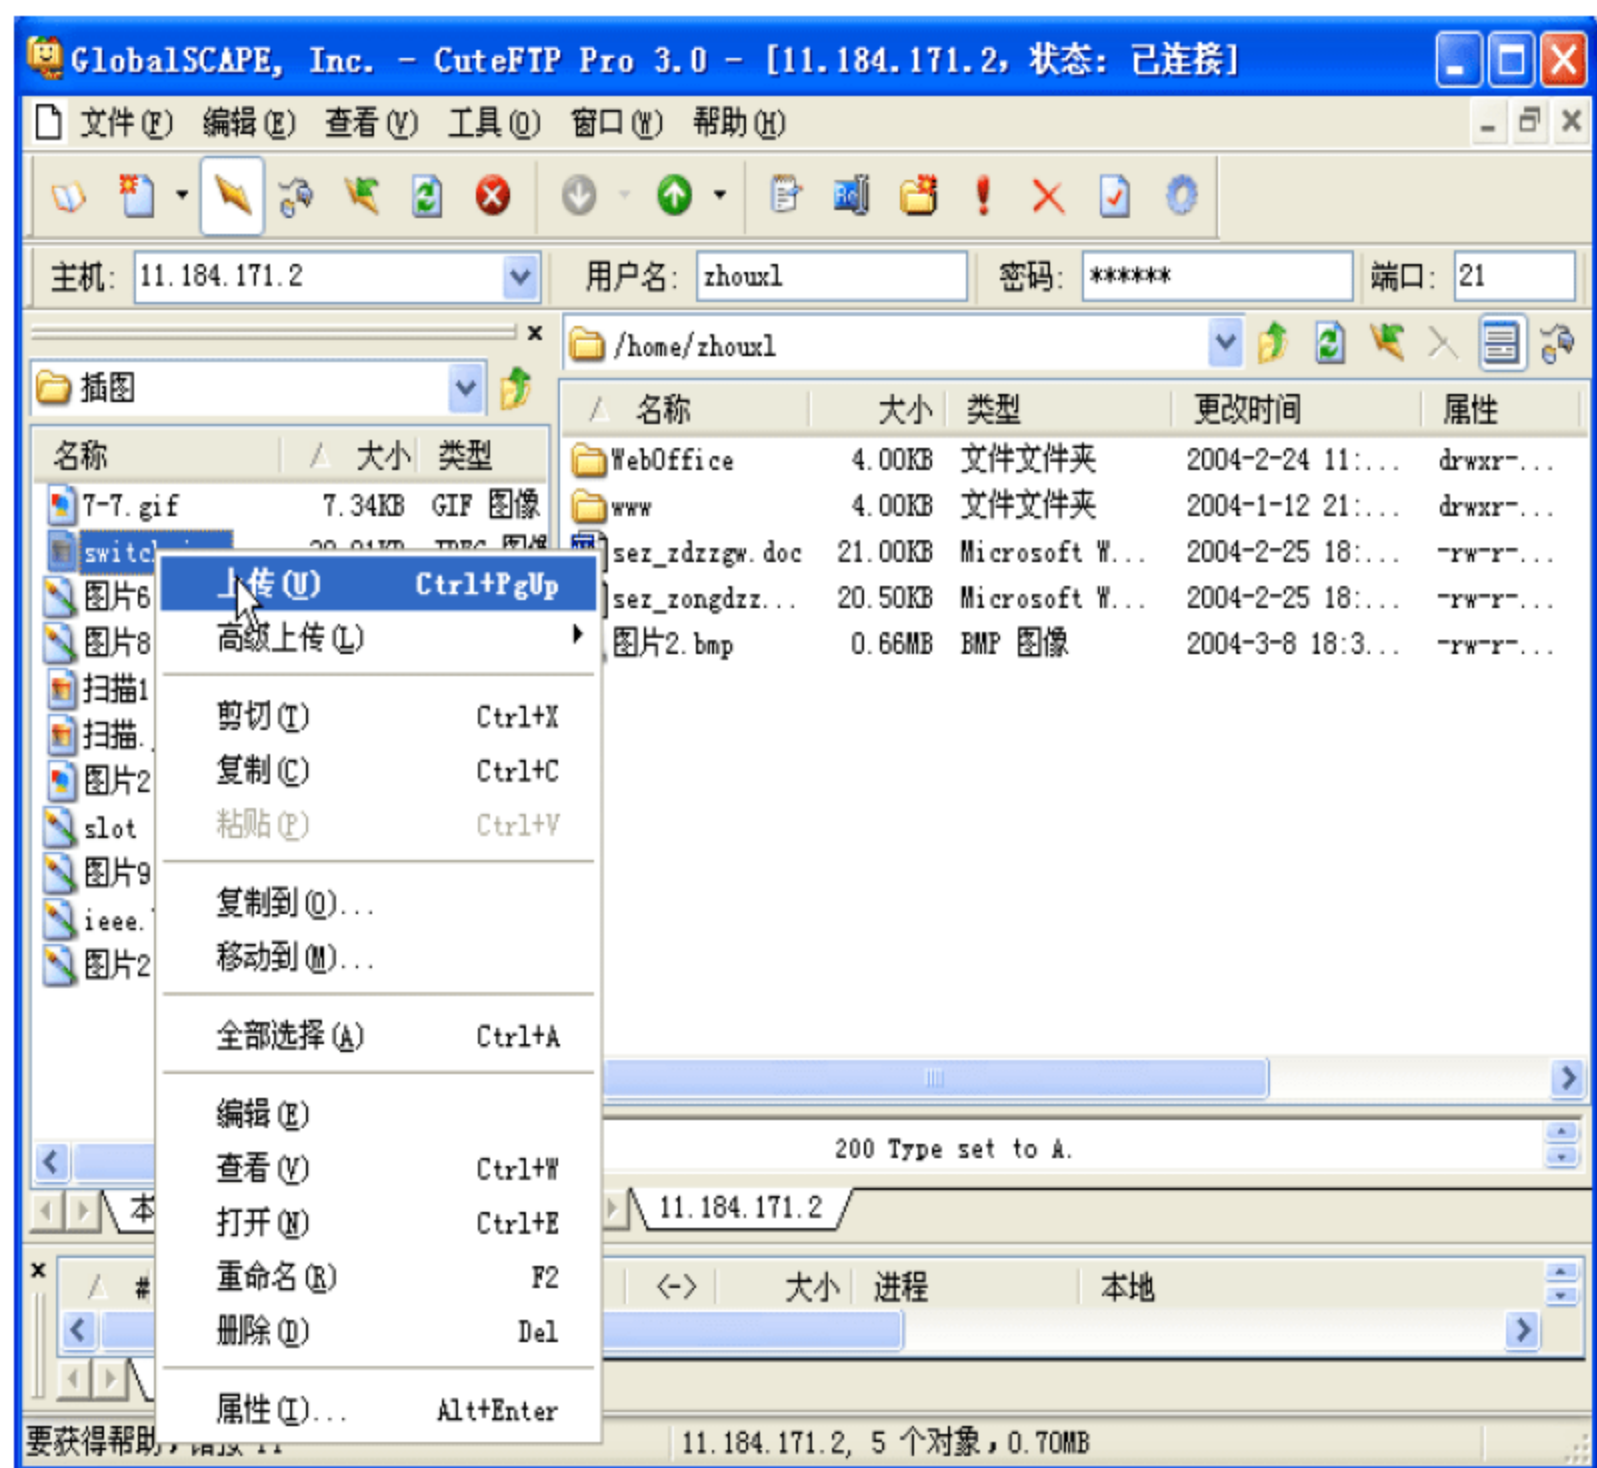 GlobalSCAPE, Inc. - CuteFTP Pro 3.0 - [11.184.171.2, 状态: 已连接]
文件(F) 编辑(E) 查看(V) 工具(O) 窗口(W) 帮助(H)
主机: 11.184.171.2 用户名: zhouxl 密码: ****** 端口: 21
/home/zhouxl
插图
名称 大小 类型 更改时间 属性
名称 大小 类型
WebOffice 4.00KB 文件文件夹 2004-2-24 11:... drwxr-...
7-7.gif 7.34KB GIF 图像
www 4.00KB 文件文件夹 2004-1-12 21:... drwxr-...
sez_zdzzgw.doc 21.00KB Microsoft W... 2004-2-25 18:... -rw-r-...
上传(U) Ctrl+PgUp
图片6
sez_zongdzz... 20.50KB Microsoft W... 2004-2-25 18:... -rw-r-...
高级上传(L)
图片8
图片2.bmp 0.66MB BMP 图像 2004-3-8 18:3... -rw-r-...
扫描1
剪切(T) Ctrl+X
扫描.
复制(C) Ctrl+C
图片2
粘贴(P) Ctrl+V
slot
图片9
复制到(O)...
ieee.
移动到(M)...
图片2
全部选择(A) Ctrl+A
编辑(E)
200 Type set to A.
查看(V) Ctrl+W
本
打开(N) Ctrl+E
11.184.171.2
重命名(R) F2
# <-> 大小 进程 本地
删除(D) Del
属性(I)... Alt+Enter
要获得帮助,
11.184.171.2, 5 个对象,0.70MB